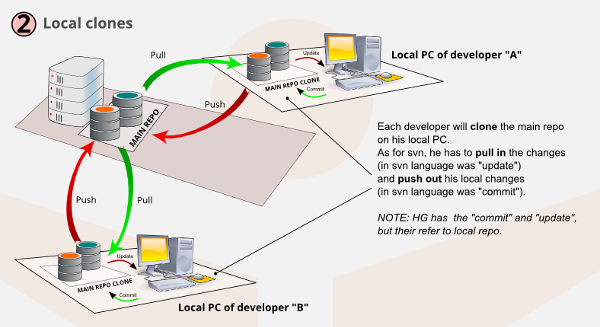 2 Local clones
Pull
Update
Local PC of developer "A"
MAIN REPO CLONE
Commit
Push
MAIN REPO
Each developer will clone the main repo
on his local PC.
As for svn, he has to pull in the changes
(in svn language was "update")
and push out his local changes
(in svn language was "commit").
NOTE: HG has the "commit" and "update",
but their refer to local repo.
Push
Pull
Update
MAIN REPO CLONE
Commit
Local PC of developer "B"